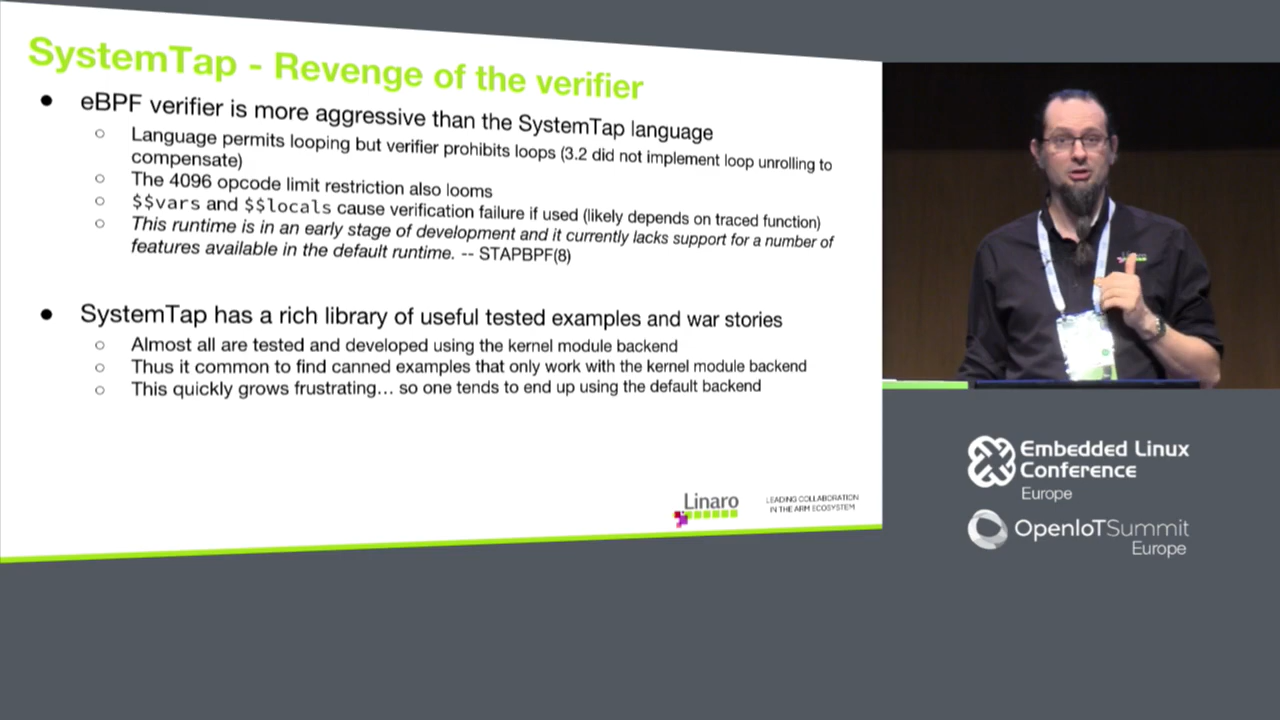 SystemTap - Revenge of the verifier
● eBPF verifier is more aggressive than the SystemTap language
○ Language permits looping but verifier prohibits loops (3.2 did not implement loop unrolling to
compensate)
○ The 4096 opcode limit restriction also looms
○ $$vars and $$locals cause verification failure if used (likely depends on traced function)
○ This runtime is in an early stage of development and it currently lacks support for a number of
features available in the default runtime. -- STAPBPF(8)
● SystemTap has a rich library of useful tested examples and war stories
○ Almost all are tested and developed using the kernel module backend
○ Thus it common to find canned examples that only work with the kernel module backend
○ This quickly grows frustrating... so one tends to end up using the default backend
Linaro
LEADING COLLABORATION
IN THE ARM ECOSYSTEM
Linaro
Embedded Linux
Conference
Europe
OpenIoTSummit
Europe